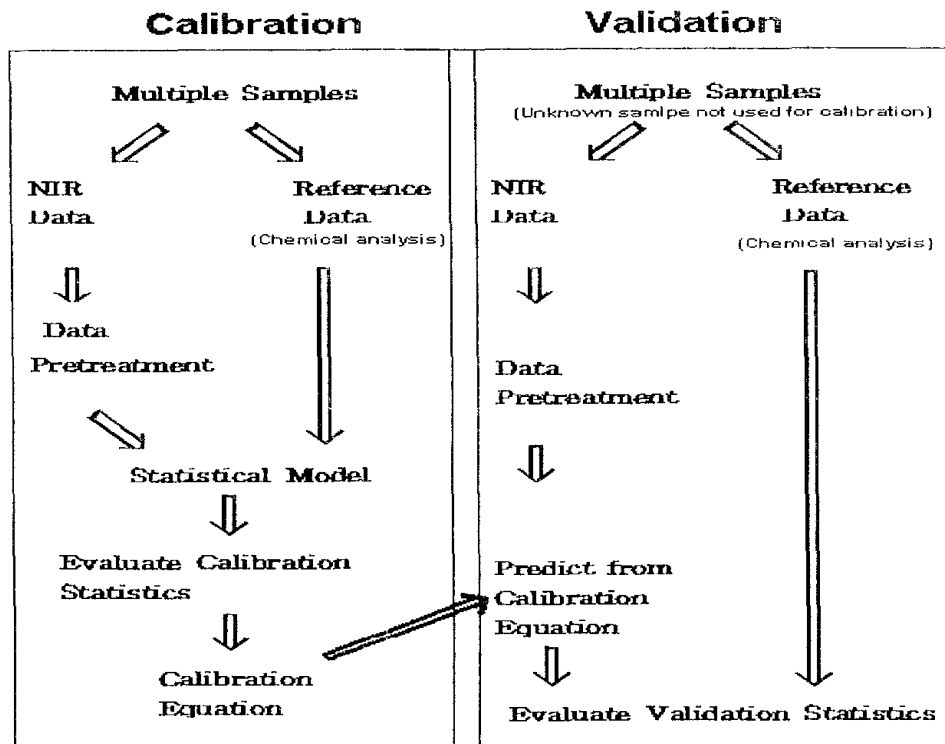 Calibration
Multiple Samples
NIR
Data
Reference
Data
(Chemical analysis)
Data
Pretreatment
Statistical Model
Evaluate Calibration
Statistics
Calibration
Equation
Validation
Multiple Samples
(Unknown samlpe not used for calibration)
NIR
Data
Reference
Data
(Chemical analysis)
Data
Pretreatment
Predict from
Calibration
Equation
Evaluate Validation Statistics